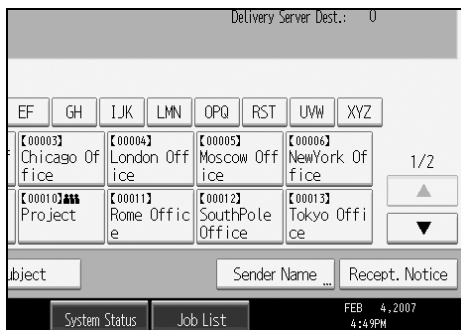 Delivery Server Dest.: 0
EF GH IJK LMN OPQ RST UVW XYZ
【00003】 【00004】 【00005】 【00006】
Chicago Of London Off Moscow Off NewYork Of
fice ice ice fice
1/2
【00010】 【00011】 【00012】 【00013】
Project Rome Offic SouthPole Tokyo Offi
e Office ce
ubject Sender Name Recept. Notice
System Status Job List FEB 4,2007
4:49PM